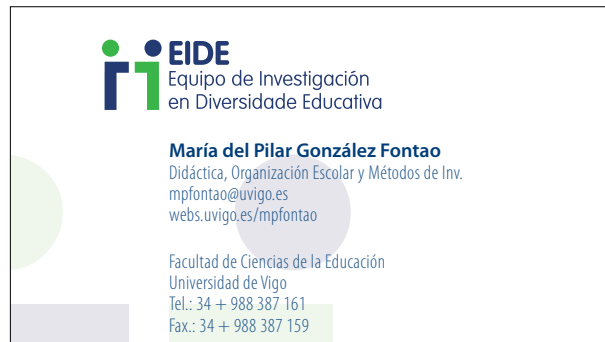 EIDE
Equipo de Investigación
en Diversidade Educativa
María del Pilar González Fontao
Didáctica, Organización Escolar y Métodos de Inv.
mpfontao@uvigo.es
webs.uvigo.es/mpfontao
Facultad de Ciencias de la Educación
Universidad de Vigo
Tel.: 34 + 988 387 161
Fax.: 34 + 988 387 159